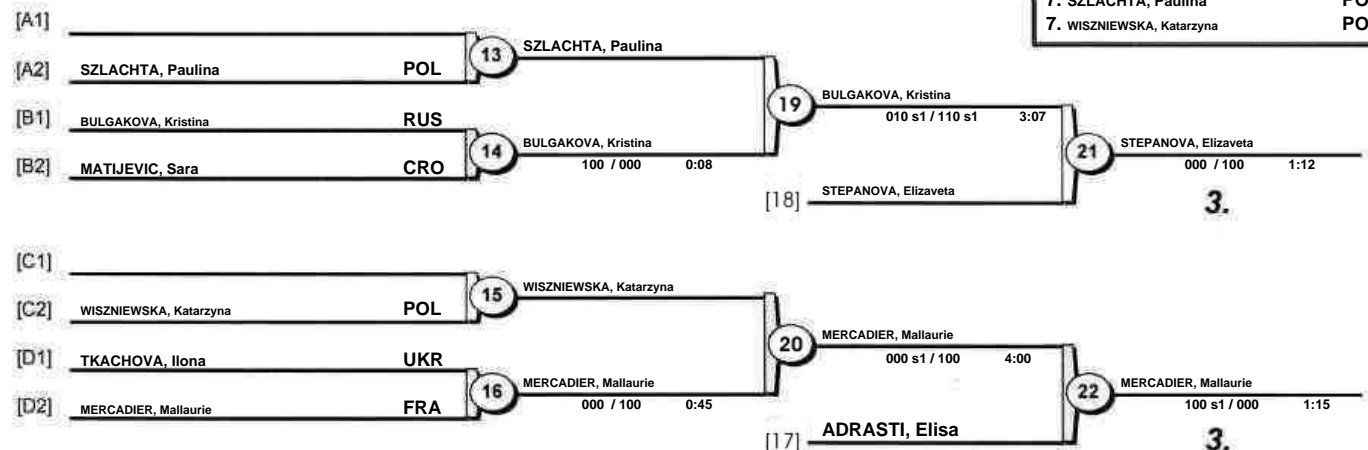 7. SZLACHTA, Paulina PO
7. WISZNIEWSKA, Katarzyna PO
[A1]
13 SZLACHTA, Paulina
[A2] SZLACHTA, Paulina POL
19 BULGAKOVA, Kristina
010 s1 / 110 s1 3:07
[B1] BULGAKOVA, Kristina RUS
14 BULGAKOVA, Kristina
100 / 000 0:08
[B2] MATIJEVIC, Sara CRO
21 STEPANOVA, Elizaveta
000 / 100 1:12
[18] STEPANOVA, Elizaveta
3.
[C1]
15 WISZNIEWSKA, Katarzyna
[C2] WISZNIEWSKA, Katarzyna POL
20 MERCADIER, Mallaurie
000 s1 / 100 4:00
[D1] TKACHOVA, Ilona UKR
16 MERCADIER, Mallaurie
000 / 100 0:45
[D2] MERCADIER, Mallaurie FRA
22 MERCADIER, Mallaurie
100 s1 / 000 1:15
[17] ADRASTI, Elisa
3.